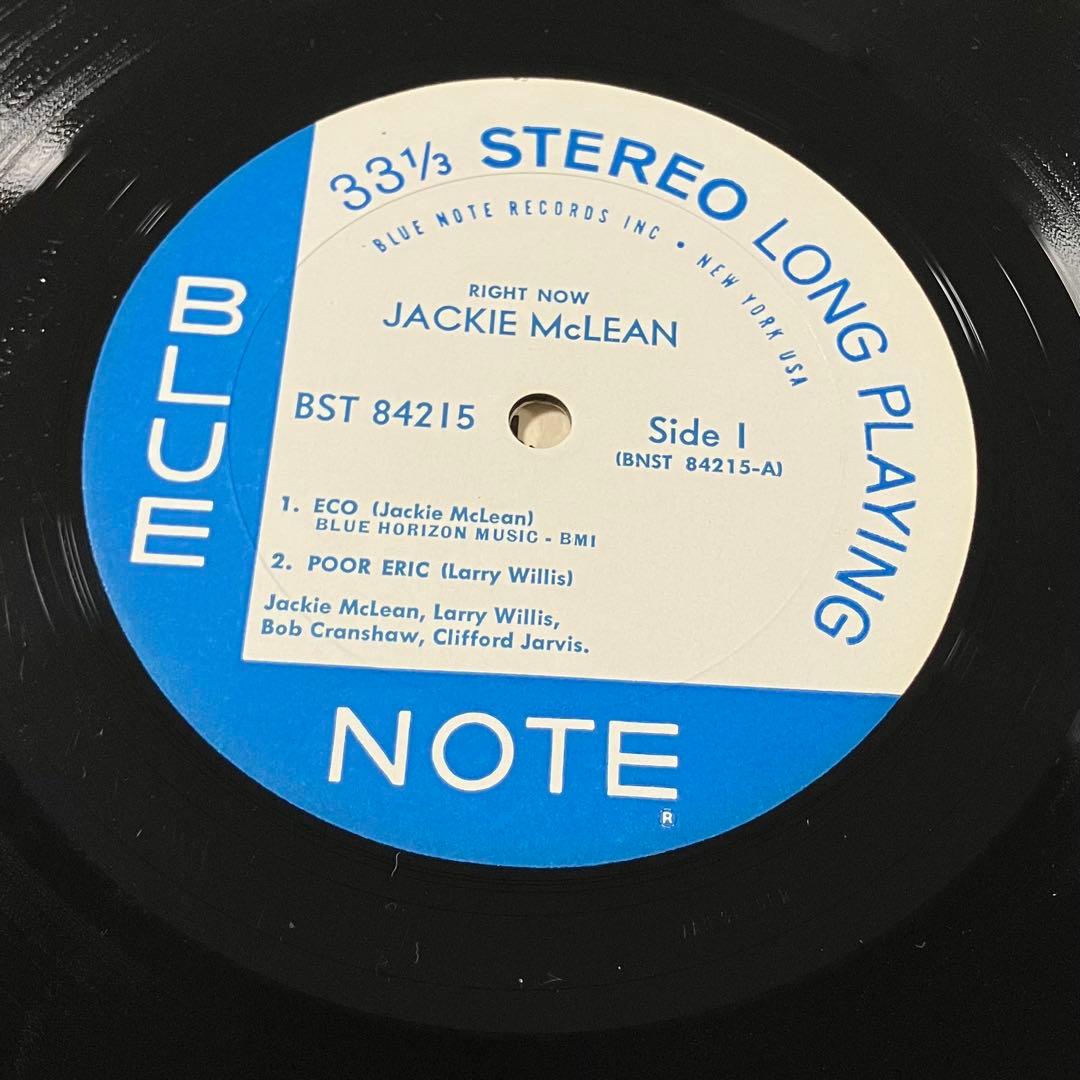 33⅓ STEREO LONG PLAYING
BLUE NOTE RECORDS INC • NEW YORK USA
RIGHT NOW
JACKIE McLEAN
BST 84215
Side 1
(BNST 84215-A)
1. ECO (Jackie McLean)
BLUE HORIZON MUSIC - BMI
2. POOR ERIC (Larry Willis)
Jackie McLean, Larry Willis,
Bob Cranshaw, Clifford Jarvis.
BLUE
NOTE
®